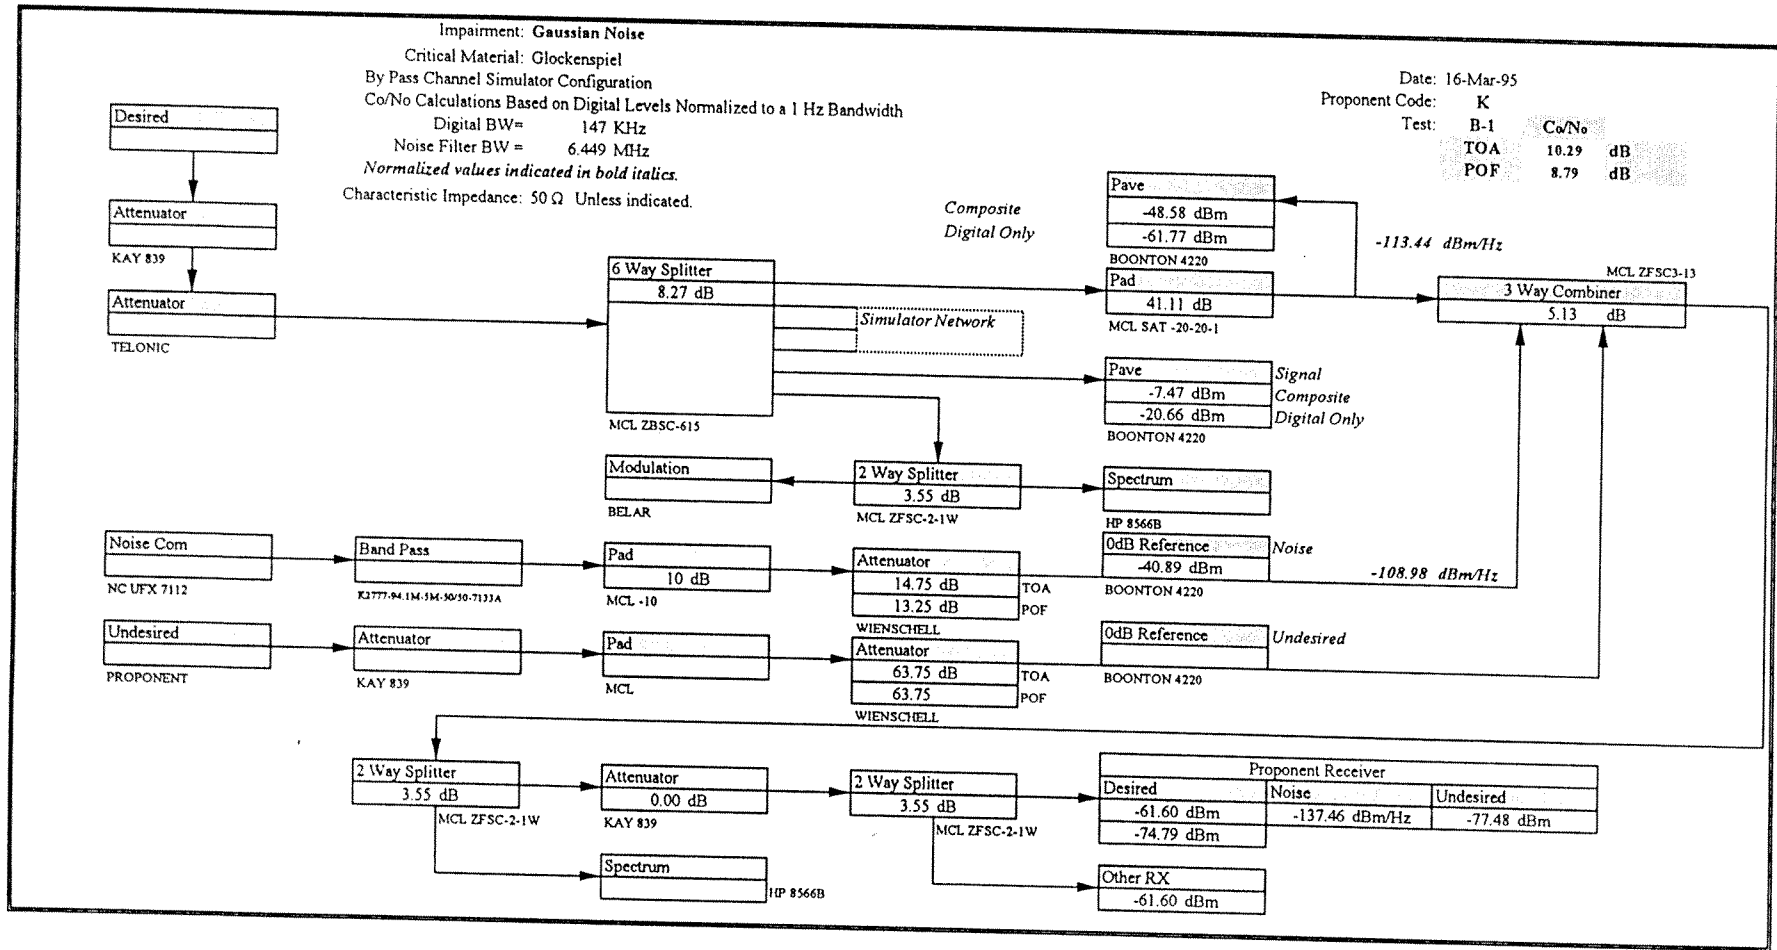 Impairment: Gaussian Noise
Critical Material: Glockenspiel
By Pass Channel Simulator Configuration
Co/No Calculations Based on Digital Levels Normalized to a 1 Hz Bandwidth
Digital BW= 147 KHz
Noise Filter BW = 6.449 MHz
Normalized values indicated in bold italics.
Characteristic Impedance: 50 Ω Unless indicated.
Date: 16-Mar-95
Proponent Code: K
Test: B-1 Co/No
TOA 10.29 dB
POF 8.79 dB
Desired
Attenuator
KAY 839
Attenuator
TELONIC
6 Way Splitter
8.27 dB
MCL ZBSC-615
Simulator Network
Composite
Digital Only
Pave
-48.58 dBm
-61.77 dBm
BOONTON 4220
Pad
41.11 dB
MCL SAT -20-20-1
-113.44 dBm/Hz
MCL ZFSC3-13
3 Way Combiner
5.13 dB
Pave
-7.47 dBm
-20.66 dBm
BOONTON 4220
Signal
Composite
Digital Only
Modulation
BELAR
2 Way Splitter
3.55 dB
MCL ZFSC-2-1W
Spectrum
HP 8566B
Noise Com
NC UFX 7112
Band Pass
K2777-94.1M-5M-50/50-7133A
Pad
10 dB
MCL -10
Attenuator
14.75 dB TOA
13.25 dB POF
WIENSCHELL
0dB Reference
-40.89 dBm
BOONTON 4220
Noise
-108.98 dBm/Hz
Undesired
PROPONENT
Attenuator
KAY 839
Pad
MCL
Attenuator
63.75 dB TOA
63.75 POF
WIENSCHELL
0dB Reference
BOONTON 4220
Undesired
2 Way Splitter
3.55 dB
MCL ZFSC-2-1W
Attenuator
0.00 dB
KAY 839
2 Way Splitter
3.55 dB
MCL ZFSC-2-1W
Proponent Receiver
Desired Noise Undesired
-61.60 dBm -137.46 dBm/Hz -77.48 dBm
-74.79 dBm
Spectrum
HP 8566B
Other RX
-61.60 dBm